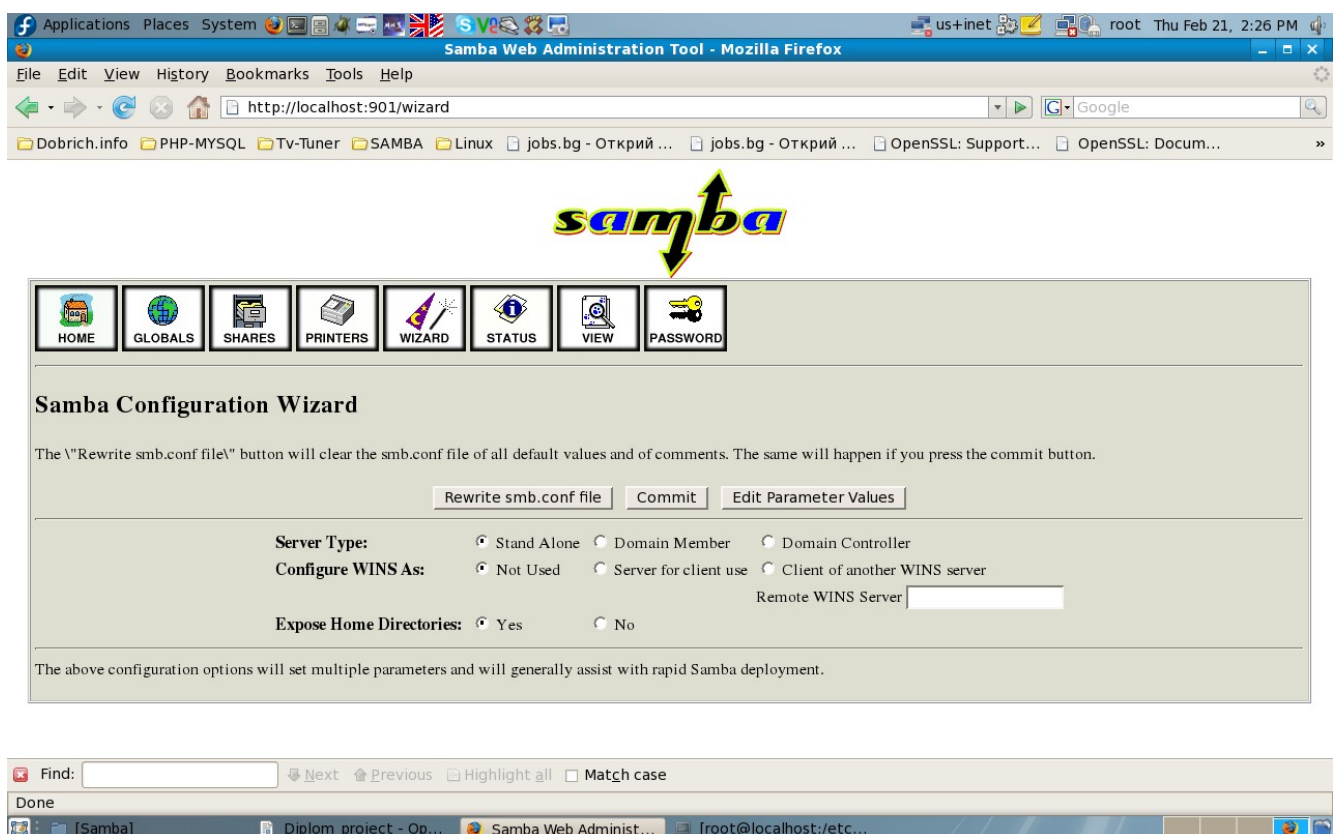 Applications Places System us+inet root Thu Feb 21, 2:26 PM
Samba Web Administration Tool - Mozilla Firefox
File Edit View History Bookmarks Tools Help
http://localhost:901/wizard G Google
Dobrich.info PHP-MYSQL Tv-Tuner SAMBA Linux jobs.bg - Открий ... jobs.bg - Открий ... OpenSSL: Support... OpenSSL: Docum... »
samba
HOME GLOBALS SHARES PRINTERS WIZARD STATUS VIEW PASSWORD
Samba Configuration Wizard
The \"Rewrite smb.conf file\" button will clear the smb.conf file of all default values and of comments. The same will happen if you press the commit button.
Rewrite smb.conf file Commit Edit Parameter Values
Server Type: Stand Alone Domain Member Domain Controller
Configure WINS As: Not Used Server for client use Client of another WINS server
Remote WINS Server
Expose Home Directories: Yes No
The above configuration options will set multiple parameters and will generally assist with rapid Samba deployment.
Find: Next Previous Highlight all Match case
Done
[Samba] Diplom project - Op... Samba Web Administ... [root@localhost:/etc...